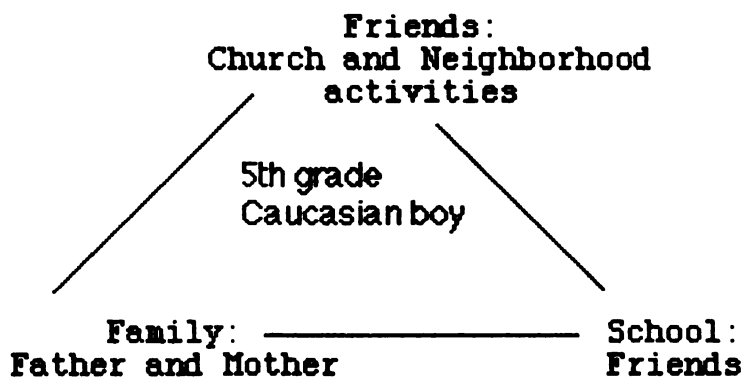 Friends:
Church and Neighborhood
activities
5th grade
Caucasian boy
Family:
Father and Mother
School:
Friends